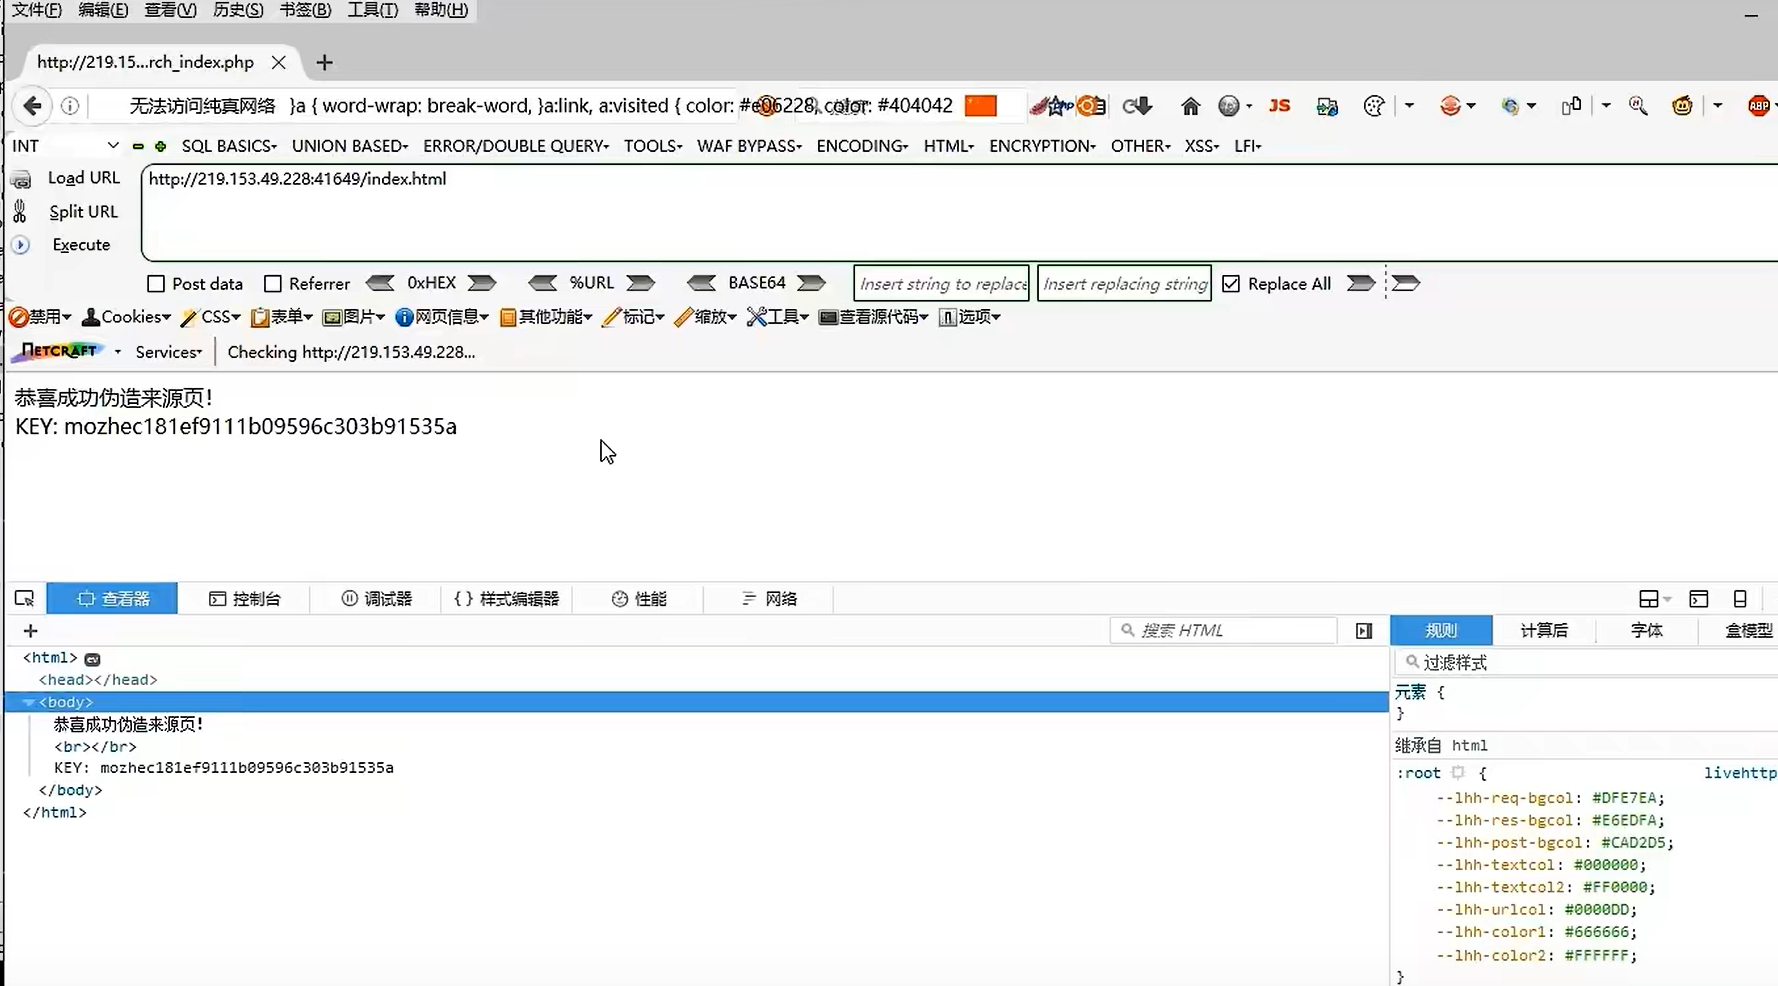 文件(F) 编辑(E) 查看(V) 历史(S) 书签(B) 工具(T) 帮助(H)
http://219.15...rch_index.php
无法访问纯真网络 }a { word-wrap: break-word, }a:link, a:visited { color: #e06228, color: #404042
JS ABP
INT SQL BASICS UNION BASED ERROR/DOUBLE QUERY TOOLS WAF BYPASS ENCODING HTML ENCRYPTION OTHER XSS LFI
Load URL http://219.153.49.228:41649/index.html
Split URL
Execute
Post data Referrer 0xHEX %URL BASE64 Insert string to replace Insert replacing string Replace All
禁用 Cookies CSS 表单 图片 网页信息 其他功能 标记 缩放 工具 查看源代码 选项
NETCRAFT Services Checking http://219.153.49.228...
恭喜成功伪造来源页!
KEY: mozhec181ef9111b09596c303b91535a
查看器 控制台 调试器 {} 样式编辑器 性能 网络
+ 搜索 HTML 规则 计算后 字体 盒模型
<html> ev
<head></head>
<body>
恭喜成功伪造来源页!
<br></br>
KEY: mozhec181ef9111b09596c303b91535a
</body>
</html>
过滤样式
元素 {
}
继承自 html
:root { livehttp
--lhh-req-bgcol: #DFE7EA;
--lhh-res-bgcol: #E6EDFA;
--lhh-post-bgcol: #CAD2D5;
--lhh-textcol: #000000;
--lhh-textcol2: #FF0000;
--lhh-urlcol: #0000DD;
--lhh-color1: #666666;
--lhh-color2: #FFFFFF;
}